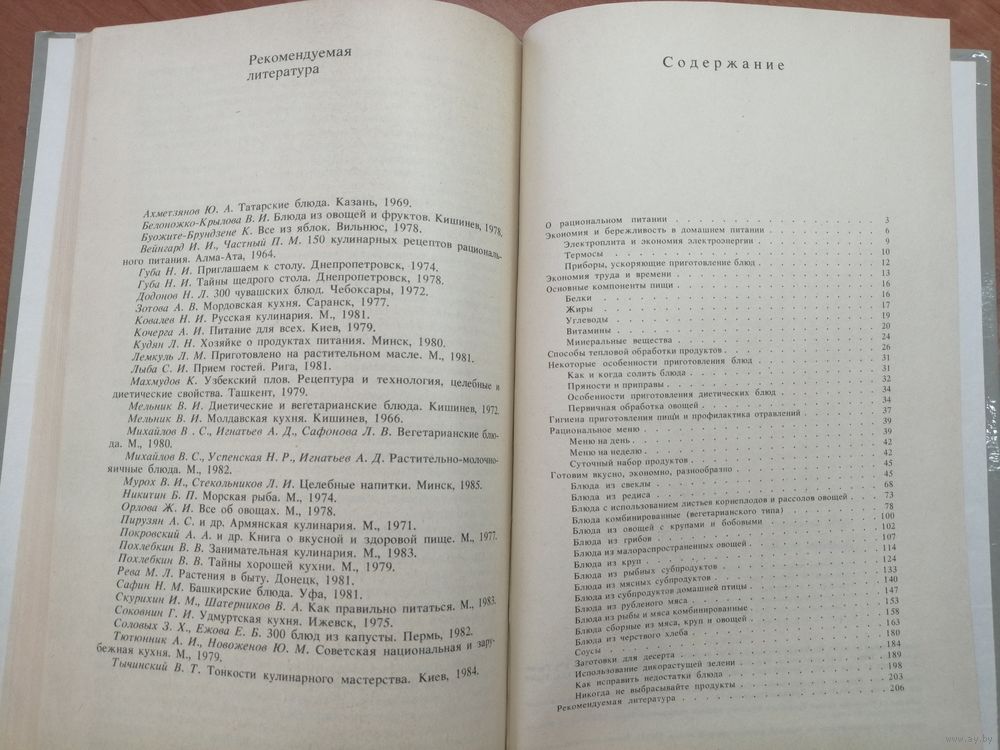 Рекомендуемая
литература
Ахметзянов Ю. А. Татарские блюда. Казань, 1969.
Белоножко-Крылова В. И. Блюда из овощей и фруктов. Кишинев, 1978.
Буожите-Брундзене К. Все из яблок. Вильнюс, 1978.
Вейнгард И. И., Частный П. М. 150 кулинарных рецептов рациональ-
ного питания. Алма-Ата, 1964.
Губа Н. И. Приглашаем к столу. Днепропетровск, 1974.
Губа Н. И. Тайны щедрого стола. Днепропетровск, 1978.
Додонов Н. Л. 300 чувашских блюд. Чебоксары, 1972.
Зотова А. В. Мордовская кухня. Саранск, 1977.
Ковалев Н. И. Русская кулинария. М., 1981.
Кочерга А. И. Питание для всех. Киев, 1979.
Кудян Л. Н. Хозяйке о продуктах питания. Минск, 1980.
Лемкуль Л. М. Приготовлено на растительном масле. М., 1981.
Лыба С. И. Прием гостей. Рига, 1981.
Махмудов К. Узбекский плов. Рецептура и технология, целебные и
диетические свойства. Ташкент, 1979.
Мельник В. И. Диетические и вегетарианские блюда. Кишинев, 1972.
Мельник В. И. Молдавская кухня. Кишинев, 1966.
Михайлов В. С., Игнатьев А. Д., Сафонова Л. В. Вегетарианские блю-
да. М., 1980.
Михайлов В. С., Успенская Н. Р., Игнатьев А. Д. Растительно-молочно-
яичные блюда. М., 1982.
Мурох В. И., Стекольников Л. И. Целебные напитки. Минск, 1985.
Никитин Б. П. Морская рыба. М., 1974.
Орлова Ж. И. Все об овощах. М., 1978.
Пирузян А. С. и др. Армянская кулинария. М., 1971.
Покровский А. А. и др. Книга о вкусной и здоровой пище. М., 1977.
Похлебкин В. В. Занимательная кулинария. М., 1983.
Похлебкин В. В. Тайны хорошей кухни. М., 1979.
Рева М. Л. Растения в быту. Донецк, 1981.
Сафин Н. М. Башкирские блюда. Уфа, 1981.
Скурихин И. М., Шатерников В. А. Как правильно питаться. М., 1983.
Соковнин Г. И. Удмуртская кухня. Ижевск, 1975.
Соловых З. Х., Ежова Е. Б. 300 блюд из капусты. Пермь, 1982.
Тютюнник А. И., Новоженов Ю. М. Советская национальная и зару-
бежная кухня. М., 1979.
Тычинский В. Т. Тонкости кулинарного мастерства. Киев, 1984.
Содержание
О рациональном питании . . . 3
Экономия и бережливость в домашнем питании . . . 6
Электроплита и экономия электроэнергии . . . 9
Термосы . . . 10
Приборы, ускоряющие приготовление блюд . . . 12
Экономия труда и времени . . . 13
Основные компоненты пищи . . . 16
Белки . . . 16
Жиры . . . 17
Углеводы . . . 19
Витамины . . . 20
Минеральные вещества . . . 24
Способы тепловой обработки продуктов . . . 26
Некоторые особенности приготовления блюд . . . 31
Как и когда солить блюда . . . 31
Пряности и приправы . . . 32
Особенности приготовления диетических блюд . . . 34
Первичная обработка овощей . . . 34
Гигиена приготовления пищи и профилактика отравлений . . . 37
Рациональное меню . . . 39
Меню на день . . . 39
Меню на неделю . . . 42
Суточный набор продуктов . . . 42
Готовим вкусно, экономно, разнообразно . . . 45
Блюда из свеклы . . . 45
Блюда из редиса . . . 68
Блюда с использованием листьев корнеплодов и рассолов овощей . . . 73
Блюда комбинированные (вегетарианского типа) . . . 78
Блюда из овощей с крупами и бобовыми . . . 100
Блюда из грибов . . . 102
Блюда из малораспространенных овощей . . . 107
Блюда из круп . . . 114
Блюда из рыбных субпродуктов . . . 124
Блюда из мясных субпродуктов . . . 133
Блюда из субпродуктов домашней птицы . . . 140
Блюда из рубленого мяса . . . 147
Блюда из рыбы и мяса комбинированные . . . 153
Блюда сборные из мяса, круп и овощей . . . 158
Блюда из черствого хлеба . . . 163
Соусы . . . 180
Заготовки для десерта . . . 184
Использование дикорастущей зелени . . . 189
Как исправить недостатки блюда . . . 198
Никогда не выбрасывайте продукты . . . 203
Рекомендуемая литература . . . 206
www.ay.by